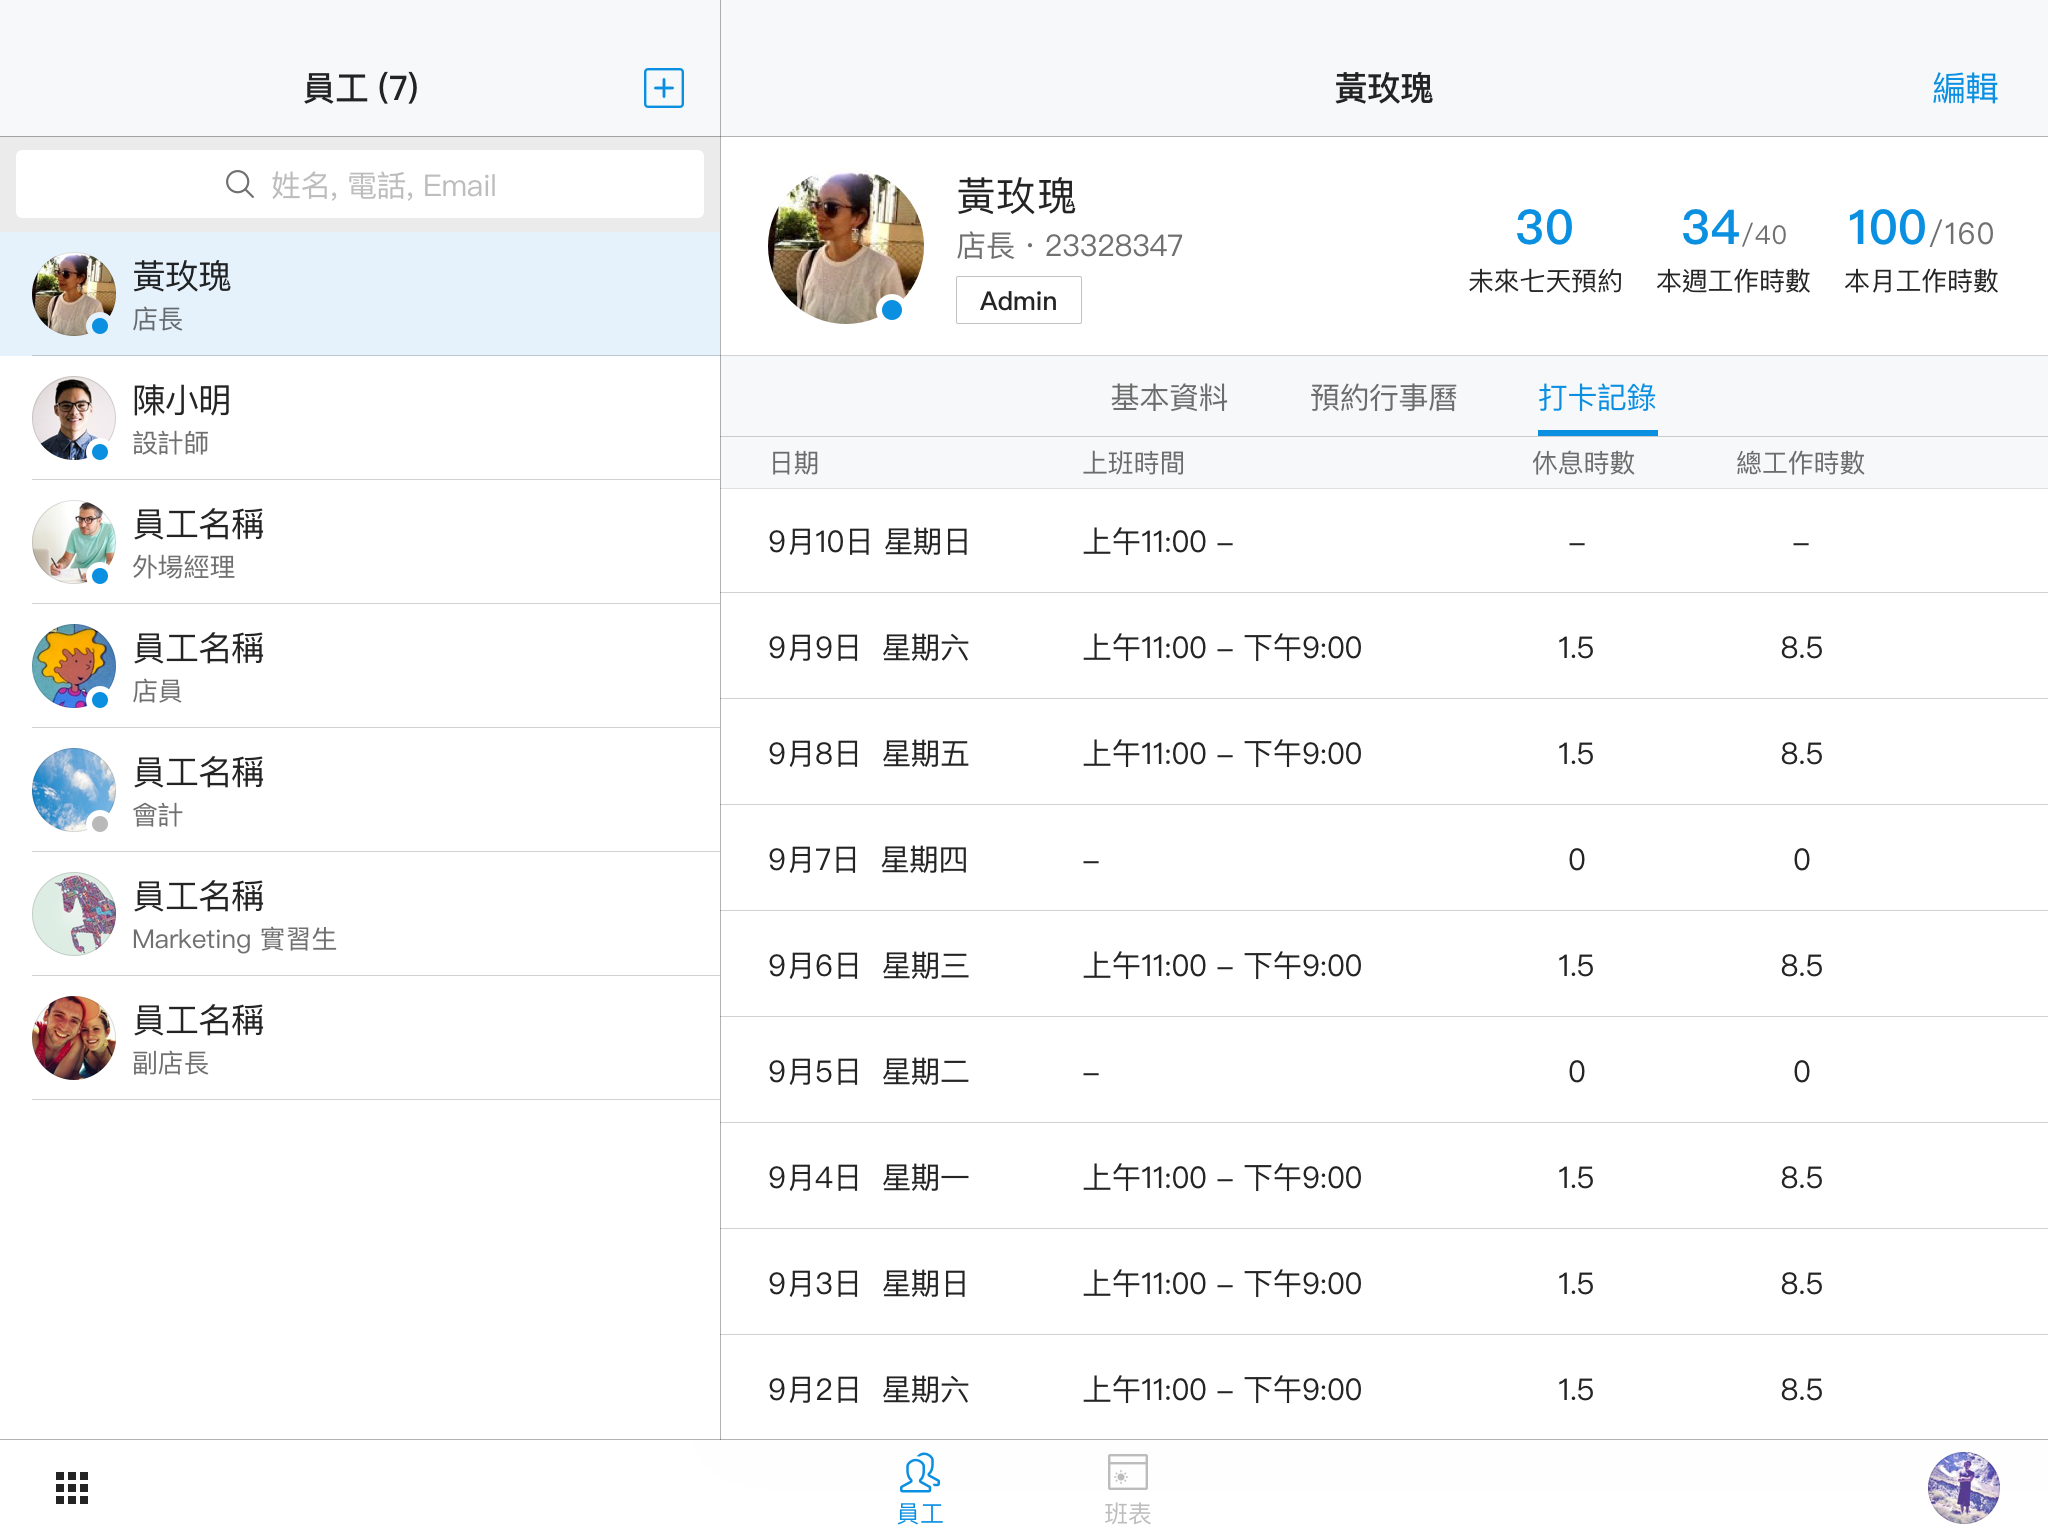 員工 (7)
姓名, 電話, Email
黃玫瑰
店長
陳小明
設計師
員工名稱
外場經理
員工名稱
店員
員工名稱
會計
員工名稱
Marketing 實習生
員工名稱
副店長
黃玫瑰
編輯
黃玫瑰
店長 · 23328347
Admin
30
未來七天預約
34/40
本週工作時數
100/160
本月工作時數
基本資料 預約行事曆 打卡記錄
日期 上班時間 休息時數 總工作時數
9月10日 星期日 上午11:00 – – –
9月9日 星期六 上午11:00 – 下午9:00 1.5 8.5
9月8日 星期五 上午11:00 – 下午9:00 1.5 8.5
9月7日 星期四 – 0 0
9月6日 星期三 上午11:00 – 下午9:00 1.5 8.5
9月5日 星期二 – 0 0
9月4日 星期一 上午11:00 – 下午9:00 1.5 8.5
9月3日 星期日 上午11:00 – 下午9:00 1.5 8.5
9月2日 星期六 上午11:00 – 下午9:00 1.5 8.5
員工 班表